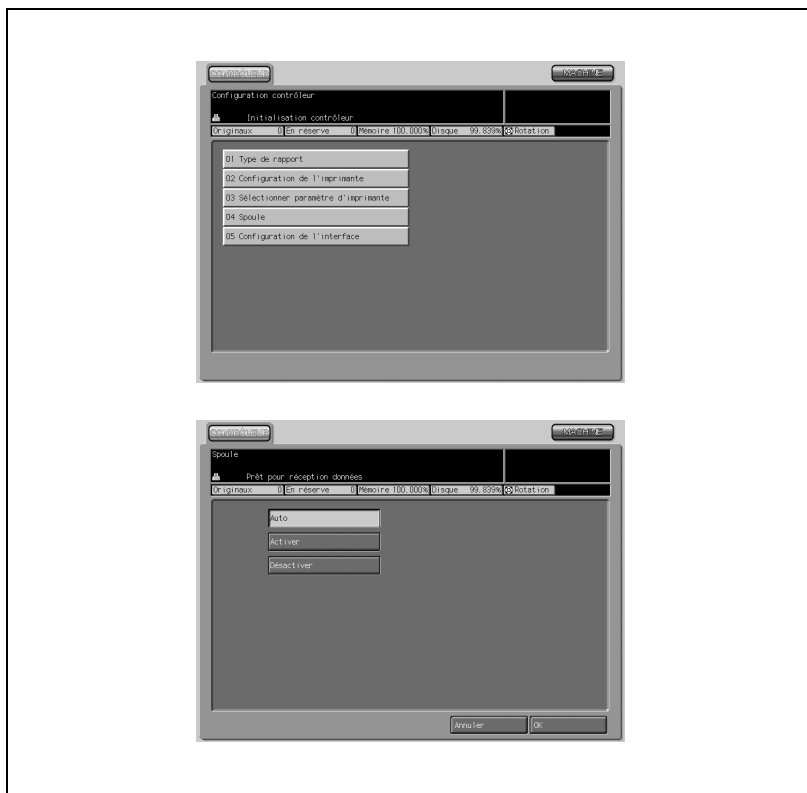 CONTRÔLEUR
MACHINE
Configuration contrôleur
Initialisation contrôleur
Originaux 0 En réserve 0 Mémoire 100.000% Disque 99.839% Rotation
01 Type de rapport
02 Configuration de l'imprimante
03 Sélectionner paramètre d'imprimante
04 Spoule
05 Configuration de l'interface
CONTRÔLEUR
MACHINE
Spoule
Prêt pour réception données
Originaux 0 En réserve 0 Mémoire 100.000% Disque 99.839% Rotation
Auto
Activer
Désactiver
Annuler OK